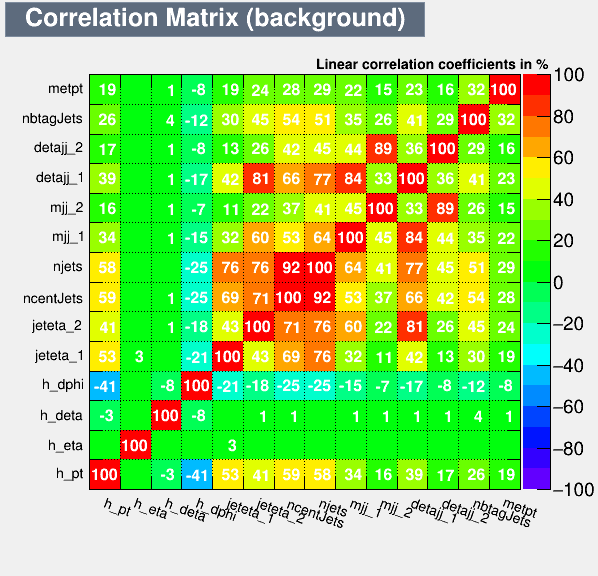 Correlation Matrix (background)
Linear correlation coefficients in %
metpt 19 1 -8 19 24 28 29 22 15 23 16 32 100
nbtagJets 26 4 -12 30 45 54 51 35 26 41 29 100 32
detajj_2 17 1 -8 13 26 42 45 44 89 36 100 29 16
detajj_1 39 1 -17 42 81 66 77 84 33 100 36 41 23
mjj_2 16 1 -7 11 22 37 41 45 100 33 89 26 15
mjj_1 34 1 -15 32 60 53 64 100 45 84 44 35 22
njets 58 -25 76 76 92 100 64 41 77 45 51 29
ncentJets 59 1 -25 69 71 100 92 53 37 66 42 54 28
jeteta_2 41 1 -18 43 100 71 76 60 22 81 26 45 24
jeteta_1 53 3 -21 100 43 69 76 32 11 42 13 30 19
h_dphi -41 -8 100 -21 -18 -25 -25 -15 -7 -17 -8 -12 -8
h_deta -3 100 -8 1 1 1 1 1 1 4 1
h_eta 100 3
h_pt 100 -3 -41 53 41 59 58 34 16 39 17 26 19
h_pt h_eta h_deta h_dphi jeteta_1 jeteta_2 ncentJets njets mjj_1 mjj_2 detajj_1 detajj_2 nbtagJets metpt
100
80
60
40
20
0
−20
−40
−60
−80
−100